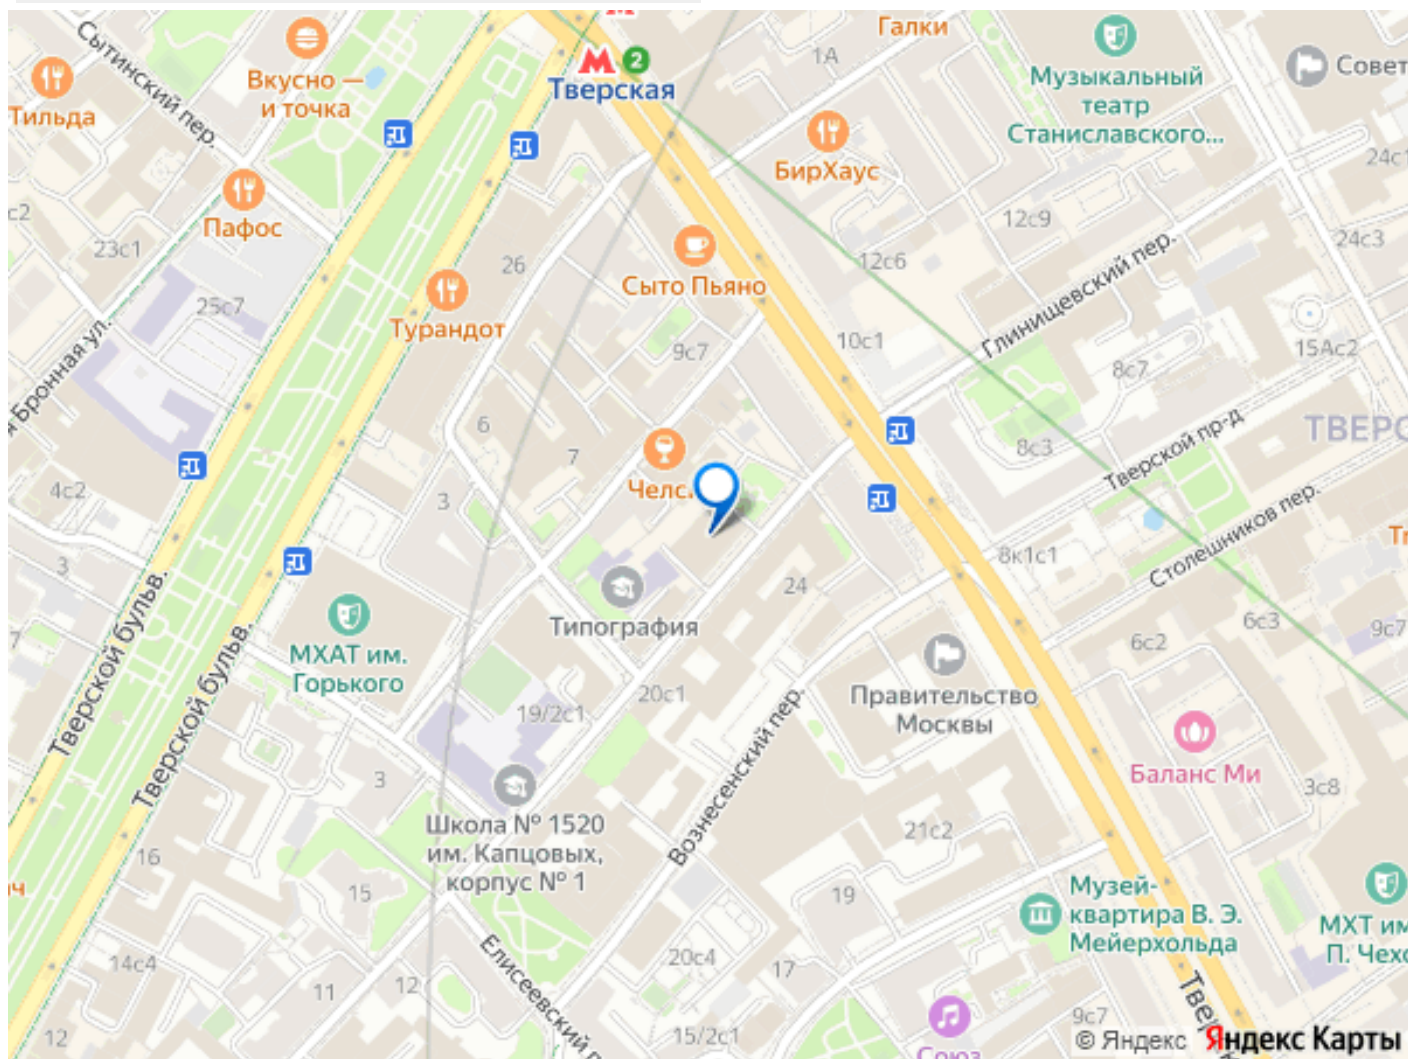 Сытинский пер.
Тильда
Вкусно —
и точка
2
Тверская
1А
Галки
Музыкальный
театр
Станиславского...
Совет
БирХаус
24с1
Пафос
23с1
с2
26
Сыто Пьяно
12с9
12с6
24с3
25с7
Турандот
9с7
10с1
Глинищевский пер.
15Ас2
8с7
я Бронная ул.
6
7
8с3
ТВЕРС
Тверской пр-д
4с2
3
Челс
Столешников пер.
3
24
8к1с1
Типография
МХАТ им.
Горького
6с3
6с2
9с7
Правительство
Москвы
20с1
19/2с1
Тверской бульв.
Тверской бульв.
3
Вознесенский пер.
Баланс Ми
3с8
Школа № 1520
им. Капцовых,
корпус № 1
21с2
16
15
19
Музей-
квартира В. Э.
Мейерхольда
МХТ им
П. Чехо
ач
14с4
11
12
Елисеевский п
20с4
17
12
15/2с1
Союз
9с7
Твер
© Яндекс Яндекс Карты